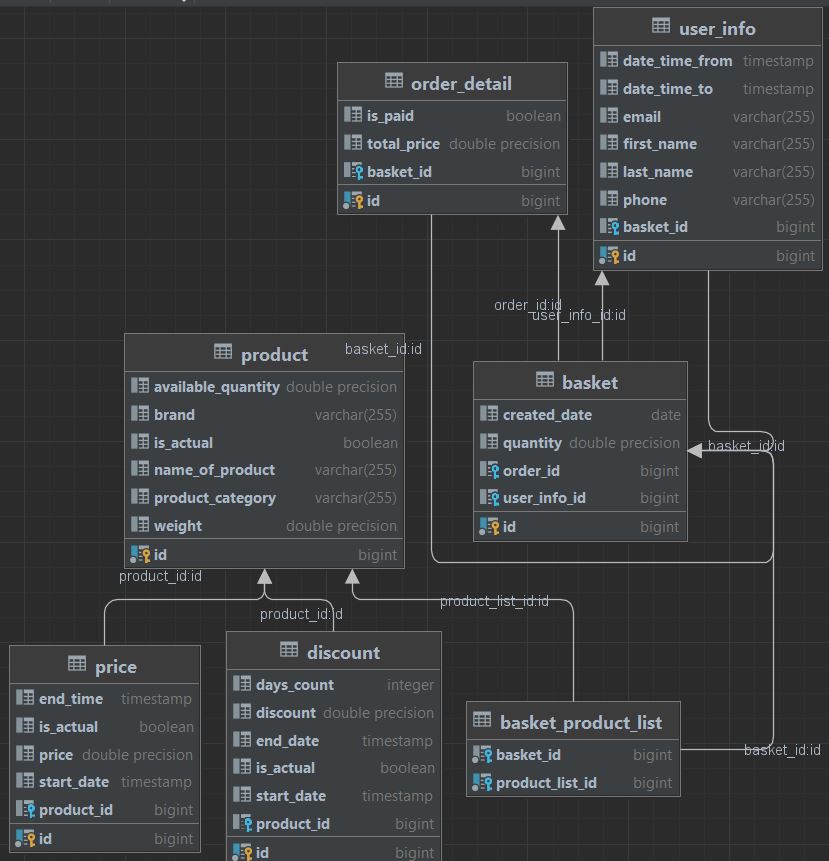 user_info
date_time_from timestamp
date_time_to timestamp
email varchar(255)
first_name varchar(255)
last_name varchar(255)
phone varchar(255)
basket_id bigint
id bigint
order_detail
is_paid boolean
total_price double precision
basket_id bigint
id bigint
order_id:id
user_info_id:id
basket_id:id
product
available_quantity double precision
brand varchar(255)
is_actual boolean
name_of_product varchar(255)
product_category varchar(255)
weight double precision
id bigint
basket
created_date date
quantity double precision
order_id bigint
user_info_id bigint
id bigint
basket_id:id
product_id:id
product_id:id
product_list_id:id
price
end_time timestamp
is_actual boolean
price double precision
start_date timestamp
product_id bigint
id bigint
discount
days_count integer
discount double precision
end_date timestamp
is_actual boolean
start_date timestamp
product_id bigint
id bigint
basket_product_list
basket_id bigint
product_list_id bigint
basket_id:id